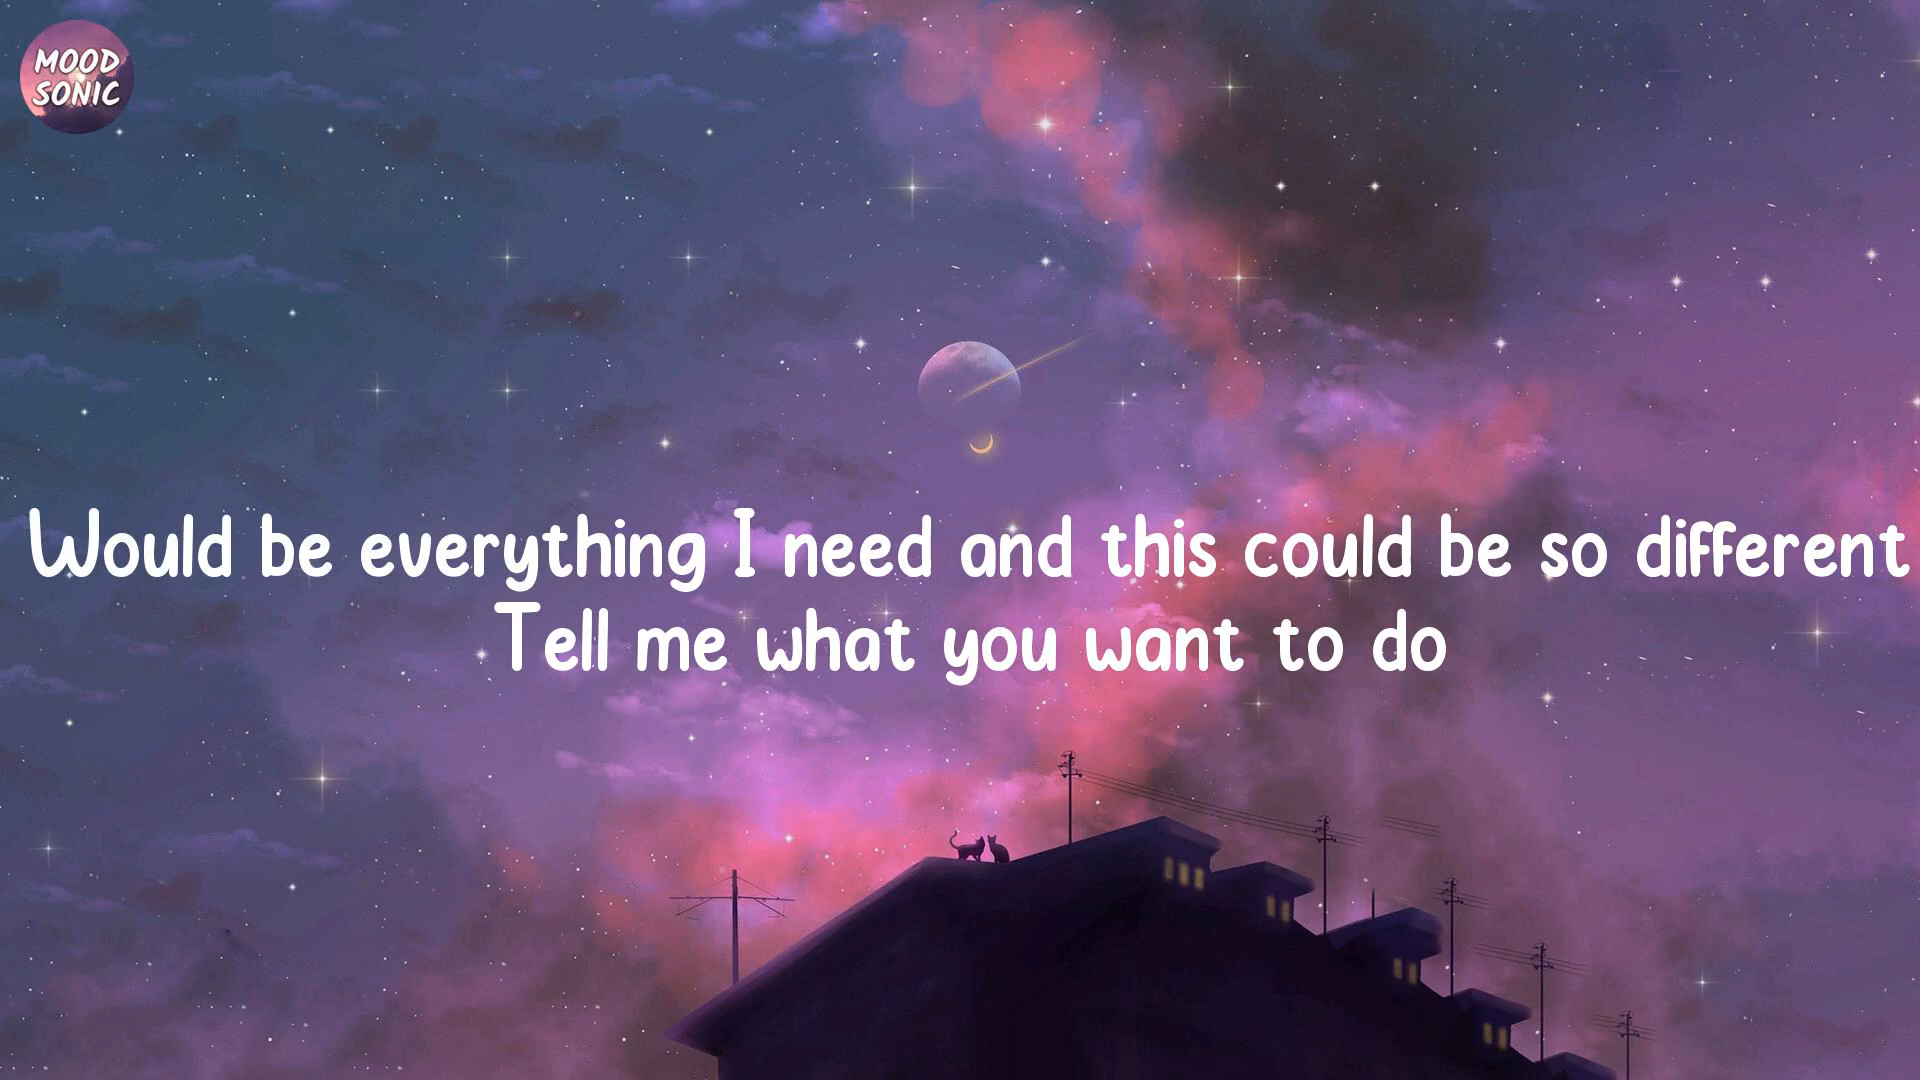 MOOD
SONIC
Would be everything I need and this could be so different
Tell me what you want to do